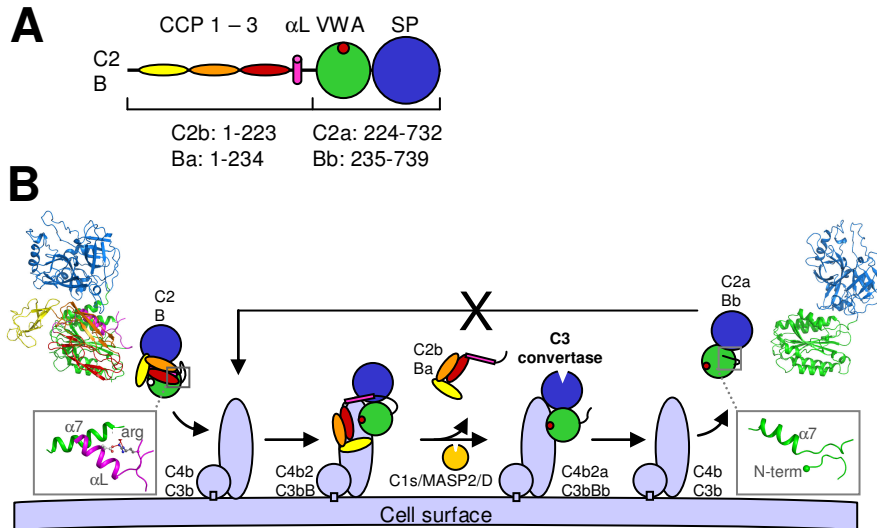 A
CCP 1 – 3 αL VWA SP
C2
B
C2b: 1-223 C2a: 224-732
Ba: 1-234 Bb: 235-739
B
C2
B
X
C2a
Bb
C2b
Ba
C3
convertase
α7
arg
αL
C4b
C3b
C4b2
C3bB
C1s/MASP2/D
C4b2a
C3bBb
C4b
C3b
α7
N-term
Cell surface